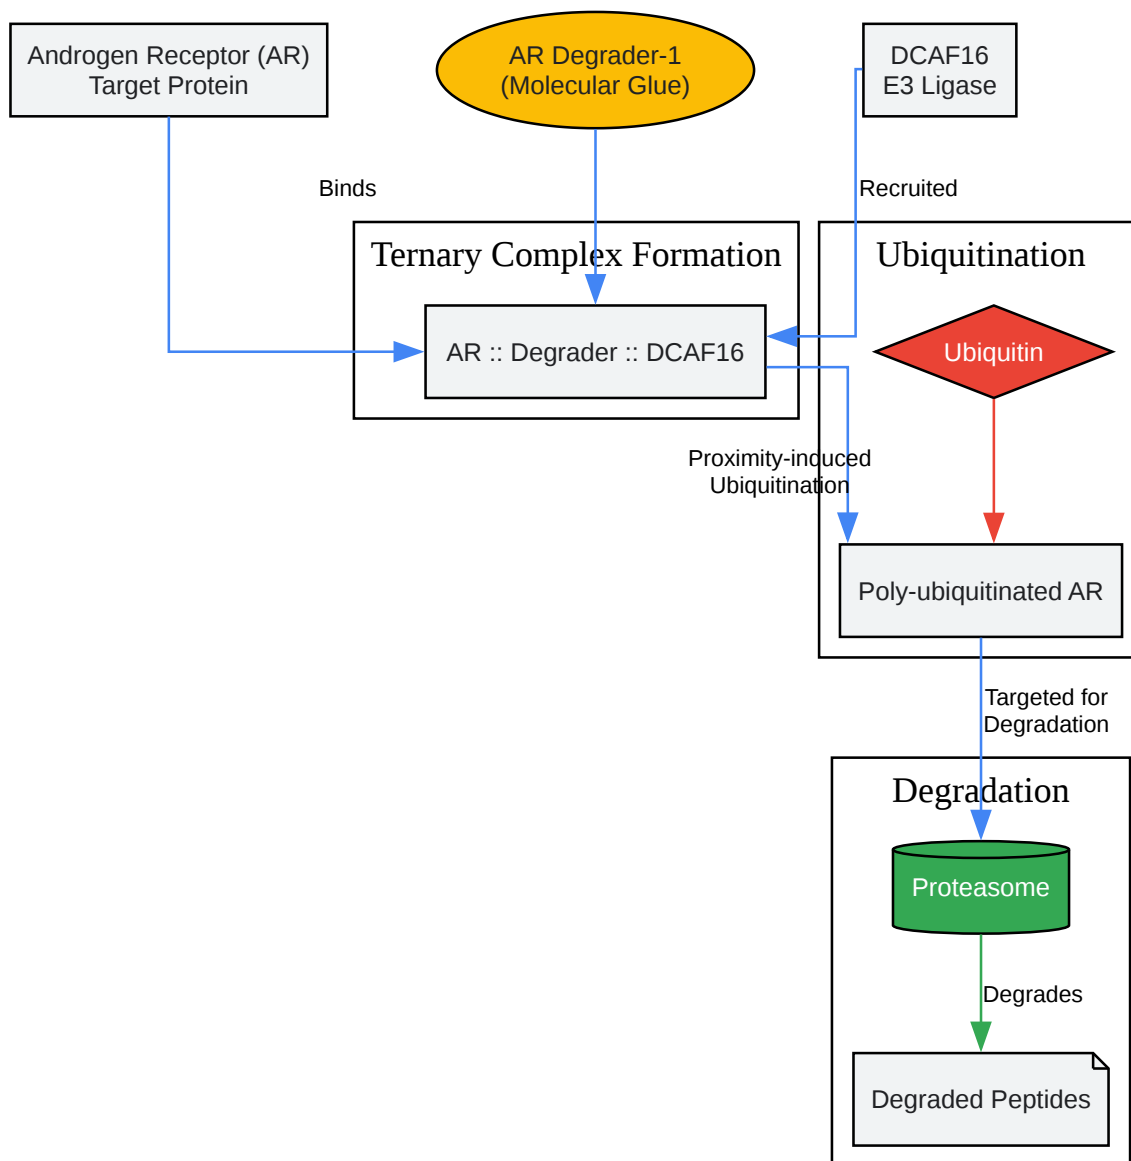 Androgen Receptor (AR)
Target Protein
AR Degrader-1
(Molecular Glue)
DCAF16
E3 Ligase
Binds
Recruited
Ternary Complex Formation
Ubiquitination
AR :: Degrader :: DCAF16
Ubiquitin
Proximity-induced
Ubiquitination
Poly-ubiquitinated AR
Targeted for
Degradation
Degradation
Proteasome
Degrades
Degraded Peptides